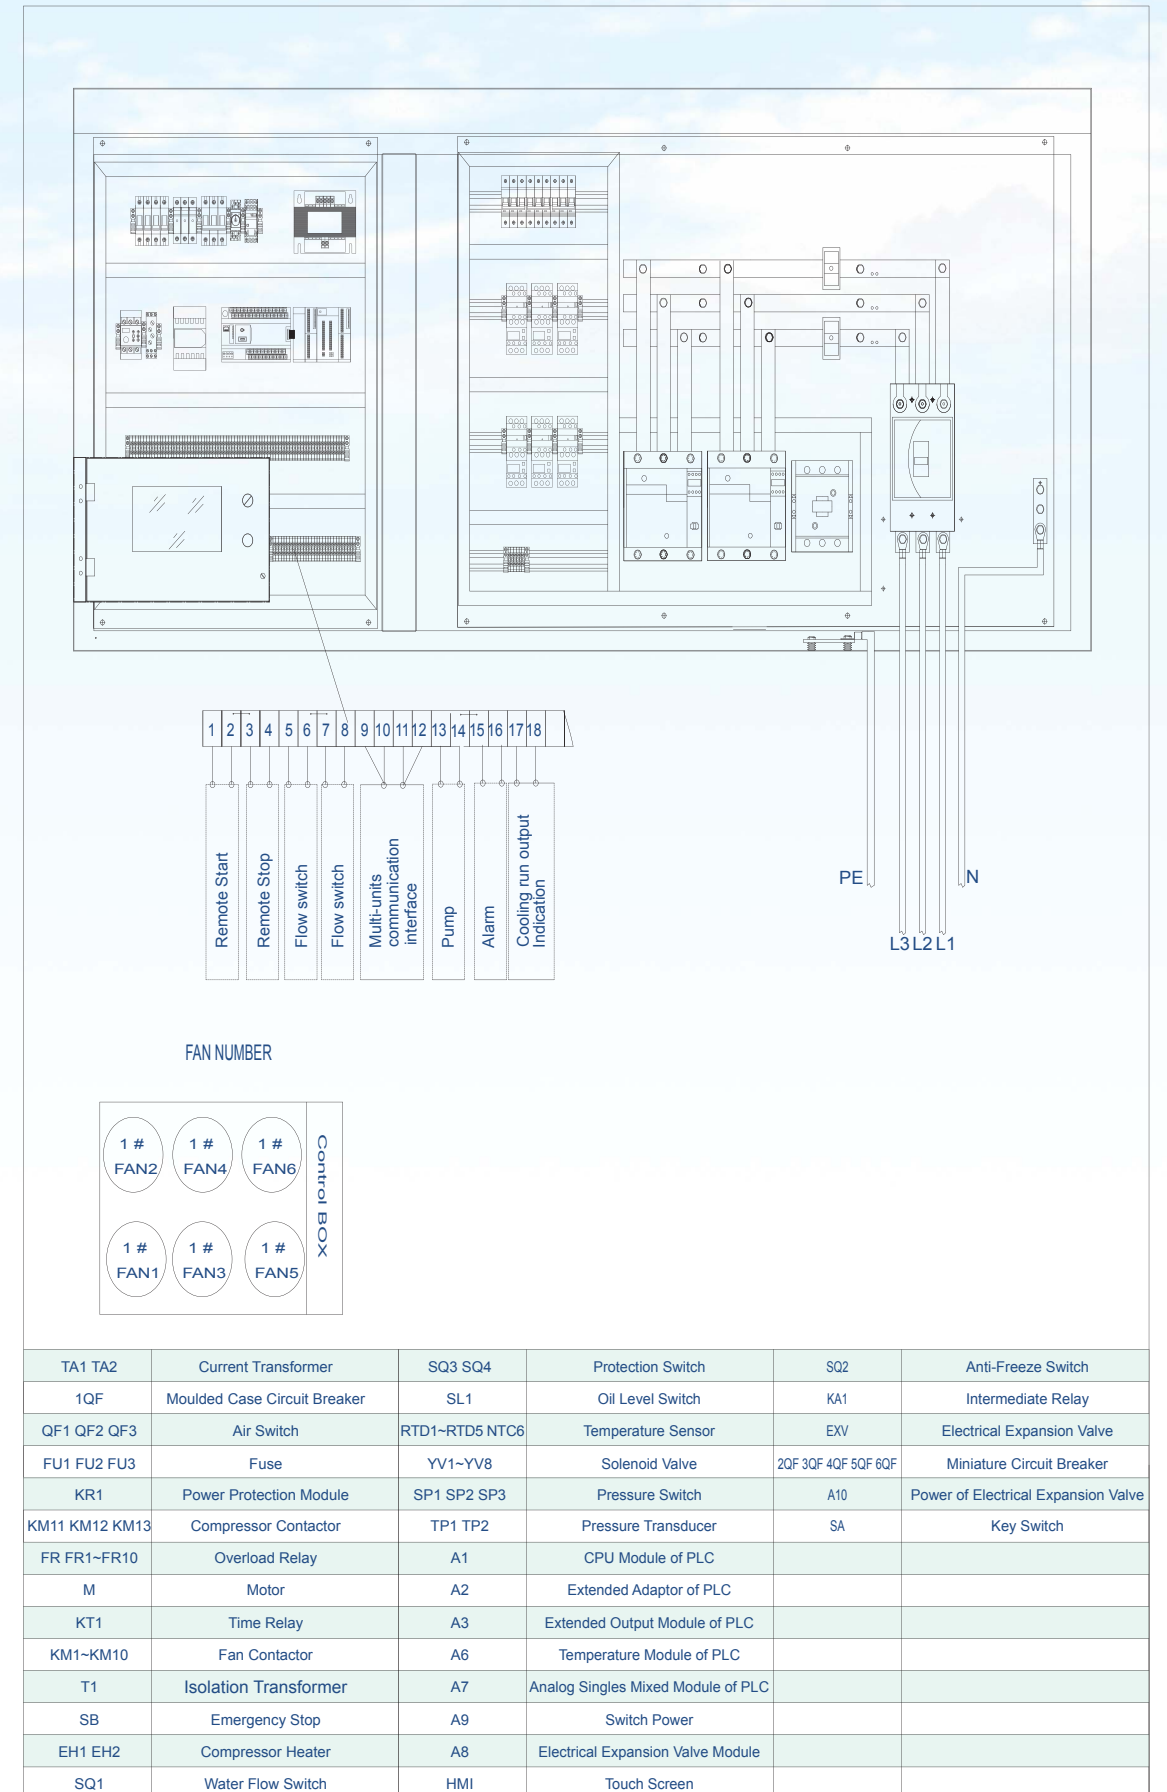 1 2 3 4 5 6 7 8 9 10 11 12 13 14 15 16 17 18
Remote Start
Remote Stop
Flow switch
Flow switch
Multi-units
communication
interface
Pump
Alarm
Cooling run output
Indication
PE
N
L3 L2 L1
FAN NUMBER
1 # 1 # 1 #
FAN2 FAN4 FAN6
1 # 1 # 1 #
FAN1 FAN3 FAN5
Control BOX
TA1 TA2 Current Transformer SQ3 SQ4 Protection Switch SQ2 Anti-Freeze Switch
1QF Moulded Case Circuit Breaker SL1 Oil Level Switch KA1 Intermediate Relay
QF1 QF2 QF3 Air Switch RTD1~RTD5 NTC6 Temperature Sensor EXV Electrical Expansion Valve
FU1 FU2 FU3 Fuse YV1~YV8 Solenoid Valve 2QF 3QF 4QF 5QF 6QF Miniature Circuit Breaker
KR1 Power Protection Module SP1 SP2 SP3 Pressure Switch A10 Power of Electrical Expansion Valve
KM11 KM12 KM13 Compressor Contactor TP1 TP2 Pressure Transducer SA Key Switch
FR FR1~FR10 Overload Relay A1 CPU Module of PLC
M Motor A2 Extended Adaptor of PLC
KT1 Time Relay A3 Extended Output Module of PLC
KM1~KM10 Fan Contactor A6 Temperature Module of PLC
T1 Isolation Transformer A7 Analog Singles Mixed Module of PLC
SB Emergency Stop A9 Switch Power
EH1 EH2 Compressor Heater A8 Electrical Expansion Valve Module
SQ1 Water Flow Switch HMI Touch Screen